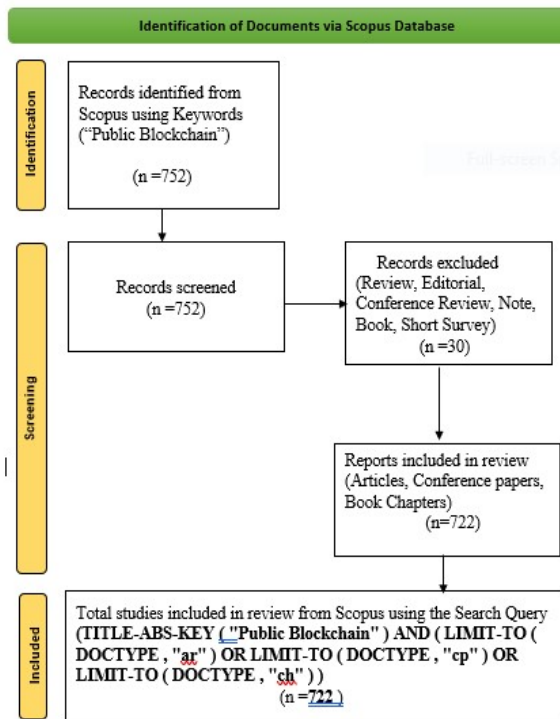 Identification of Documents via Scopus Database
Identification
Records identified from
Scopus using Keywords
(“Public Blockchain”)
(n =752)
Full-screen S
Screening
Records screened
(n =752)
Records excluded
(Review, Editorial,
Conference Review, Note,
Book, Short Survey)
(n =30)
Reports included in review
(Articles, Conference papers,
Book Chapters)
(n=722)
Included
Total studies included in review from Scopus using the Search Query
(TITLE-ABS-KEY ( "Public Blockchain" ) AND ( LIMIT-TO (
DOCTYPE , "ar" ) OR LIMIT-TO ( DOCTYPE , "cp" ) OR
LIMIT-TO ( DOCTYPE , "ch" ) )
(n =722 )